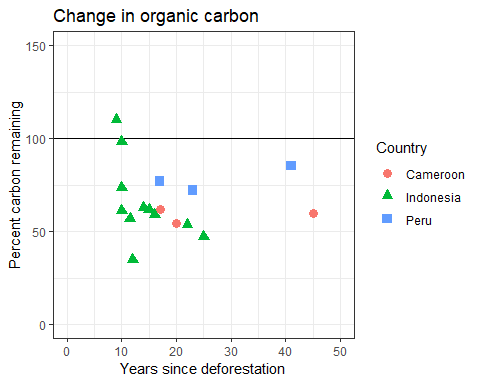 Change in organic carbon
150
100
50
0
Percent carbon remaining
0 10 20 30 40 50
Years since deforestation
Country
Cameroon
Indonesia
Peru